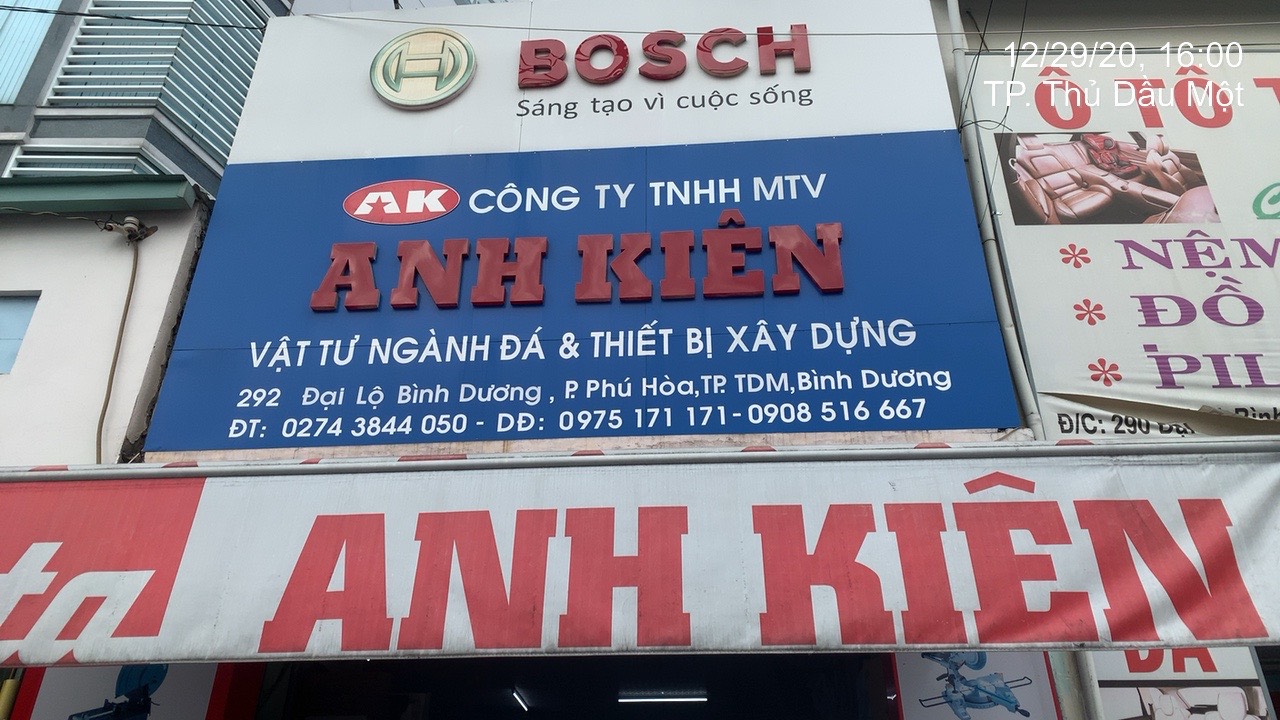 BOSCH
Sáng tạo vì cuộc sống
12/29/20, 16:00
TP. Thủ Dầu Một
AK CÔNG TY TNHH MTV
ANH KIÊN
VẬT TƯ NGÀNH ĐÁ & THIẾT BỊ XÂY DỰNG
292 Đại Lộ Bình Dương, P. Phú Hòa, TP. TDM, Bình Dương
ĐT: 0274 3844 050 - DĐ: 0975 171 171 - 0908 516 667
Ô TÔ
* NỆM
* ĐỒ
* PIL
Đ/C: 290
ta ANH KIÊN